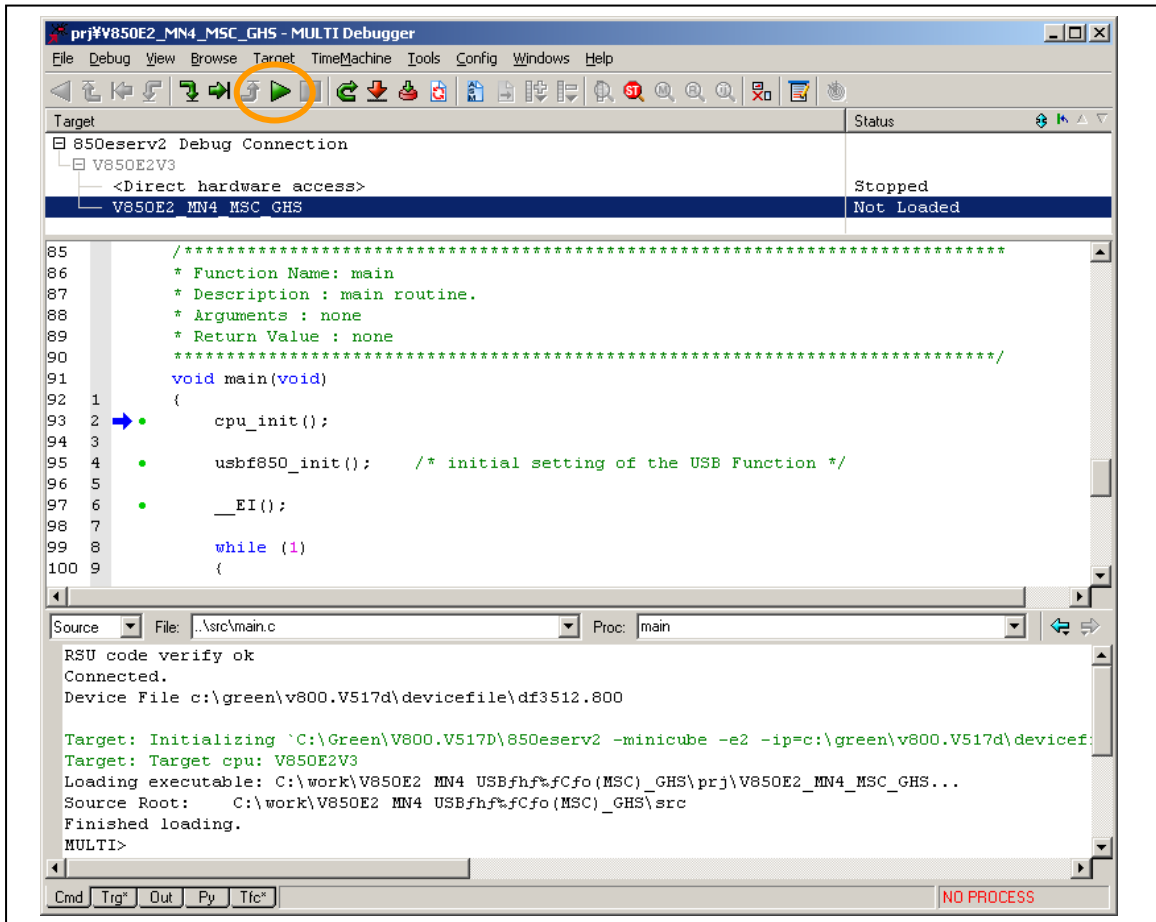 prj¥V850E2_MN4_MSC_GHS - MULTI Debugger
File Debug View Browse Target TimeMachine Tools Config Windows Help
Target Status
850eserv2 Debug Connection
V850E2V3
<Direct hardware access> Stopped
V850E2_MN4_MSC_GHS Not Loaded
85 /******************************************************************************
86 * Function Name: main
87 * Description : main routine.
88 * Arguments : none
89 * Return Value : none
90 ******************************************************************************/
91 void main(void)
92 1 {
93 2 cpu_init();
94 3
95 4 usbf850_init(); /* initial setting of the USB Function */
96 5
97 6 __EI();
98 7
99 8 while (1)
100 9 {
Source File: ..\src\main.c Proc: main
RSU code verify ok
Connected.
Device File c:\green\v800.V517d\devicefile\df3512.800
Target: Initializing `C:\Green\V800.V517D\850eserv2 -minicube -e2 -ip=c:\green\v800.V517d\devicef
Target: Target cpu: V850E2V3
Loading executable: C:\work\V850E2 MN4 USBƒhƒ‰ƒCƒo(MSC)_GHS\prj\V850E2_MN4_MSC_GHS...
Source Root: C:\work\V850E2 MN4 USBƒhƒ‰ƒCƒo(MSC)_GHS\src
Finished loading.
MULTI>
Cmd Trg* Out Py Tfc* NO PROCESS